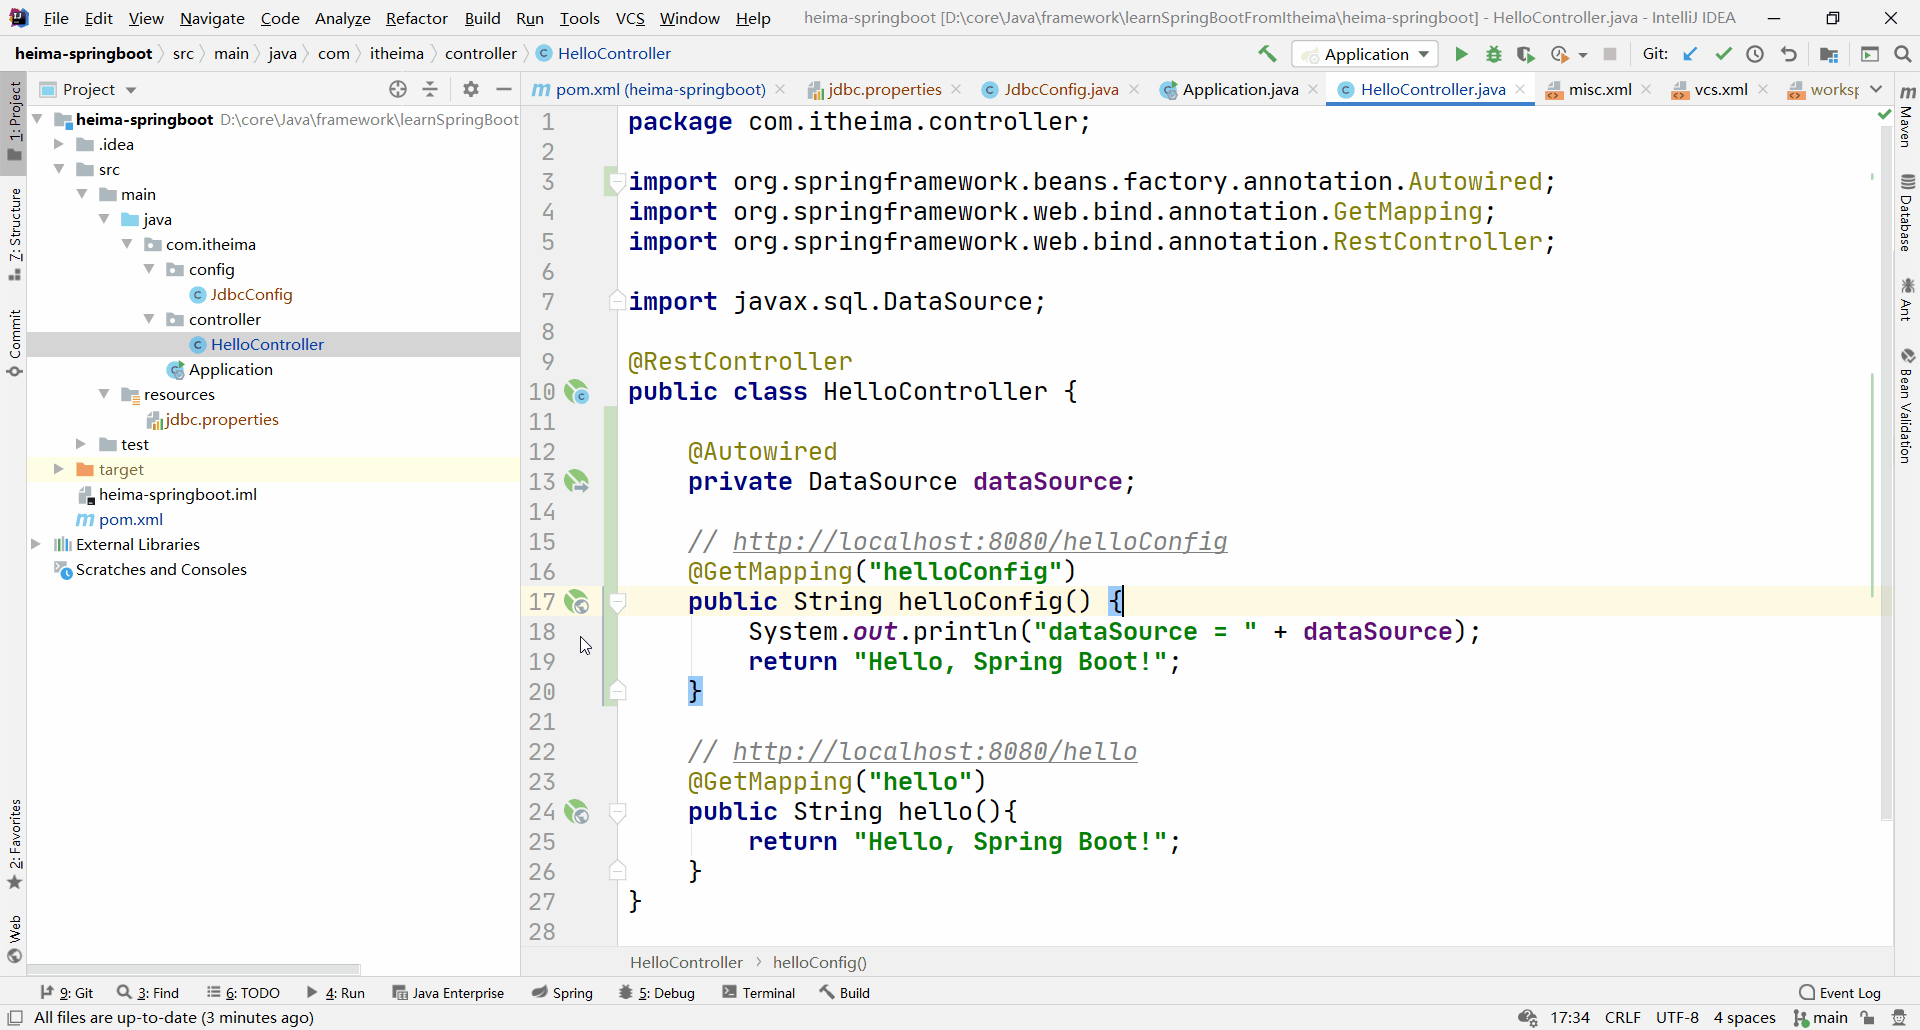 File Edit View Navigate Code Analyze Refactor Build Run Tools VCS Window Help heima-springboot [D:\core\Java\framework\learnSpringBootFromItheima\heima-springboot] - HelloController.java - IntelliJ IDEA
heima-springboot src main java com itheima controller HelloController Application Git:
1: Project
7: Structure
Commit
2: Favorites
Web
Project
heima-springboot D:\core\Java\framework\learnSpringBoot
.idea
src
main
java
com.itheima
config
JdbcConfig
controller
HelloController
Application
resources
jdbc.properties
test
target
heima-springboot.iml
pom.xml
External Libraries
Scratches and Consoles
pom.xml (heima-springboot) jdbc.properties JdbcConfig.java Application.java HelloController.java misc.xml vcs.xml worksp
1 package com.itheima.controller;
2
3 import org.springframework.beans.factory.annotation.Autowired;
4 import org.springframework.web.bind.annotation.GetMapping;
5 import org.springframework.web.bind.annotation.RestController;
6
7 import javax.sql.DataSource;
8
9 @RestController
10 public class HelloController {
11
12 @Autowired
13 private DataSource dataSource;
14
15 // http://localhost:8080/helloConfig
16 @GetMapping("helloConfig")
17 public String helloConfig() {
18 System.out.println("dataSource = " + dataSource);
19 return "Hello, Spring Boot!";
20 }
21
22 // http://localhost:8080/hello
23 @GetMapping("hello")
24 public String hello(){
25 return "Hello, Spring Boot!";
26 }
27 }
28
HelloController helloConfig()
Maven
Database
Ant
Bean Validation
9: Git 3: Find 6: TODO 4: Run Java Enterprise Spring 5: Debug Terminal Build Event Log
All files are up-to-date (3 minutes ago) 17:34 CRLF UTF-8 4 spaces main